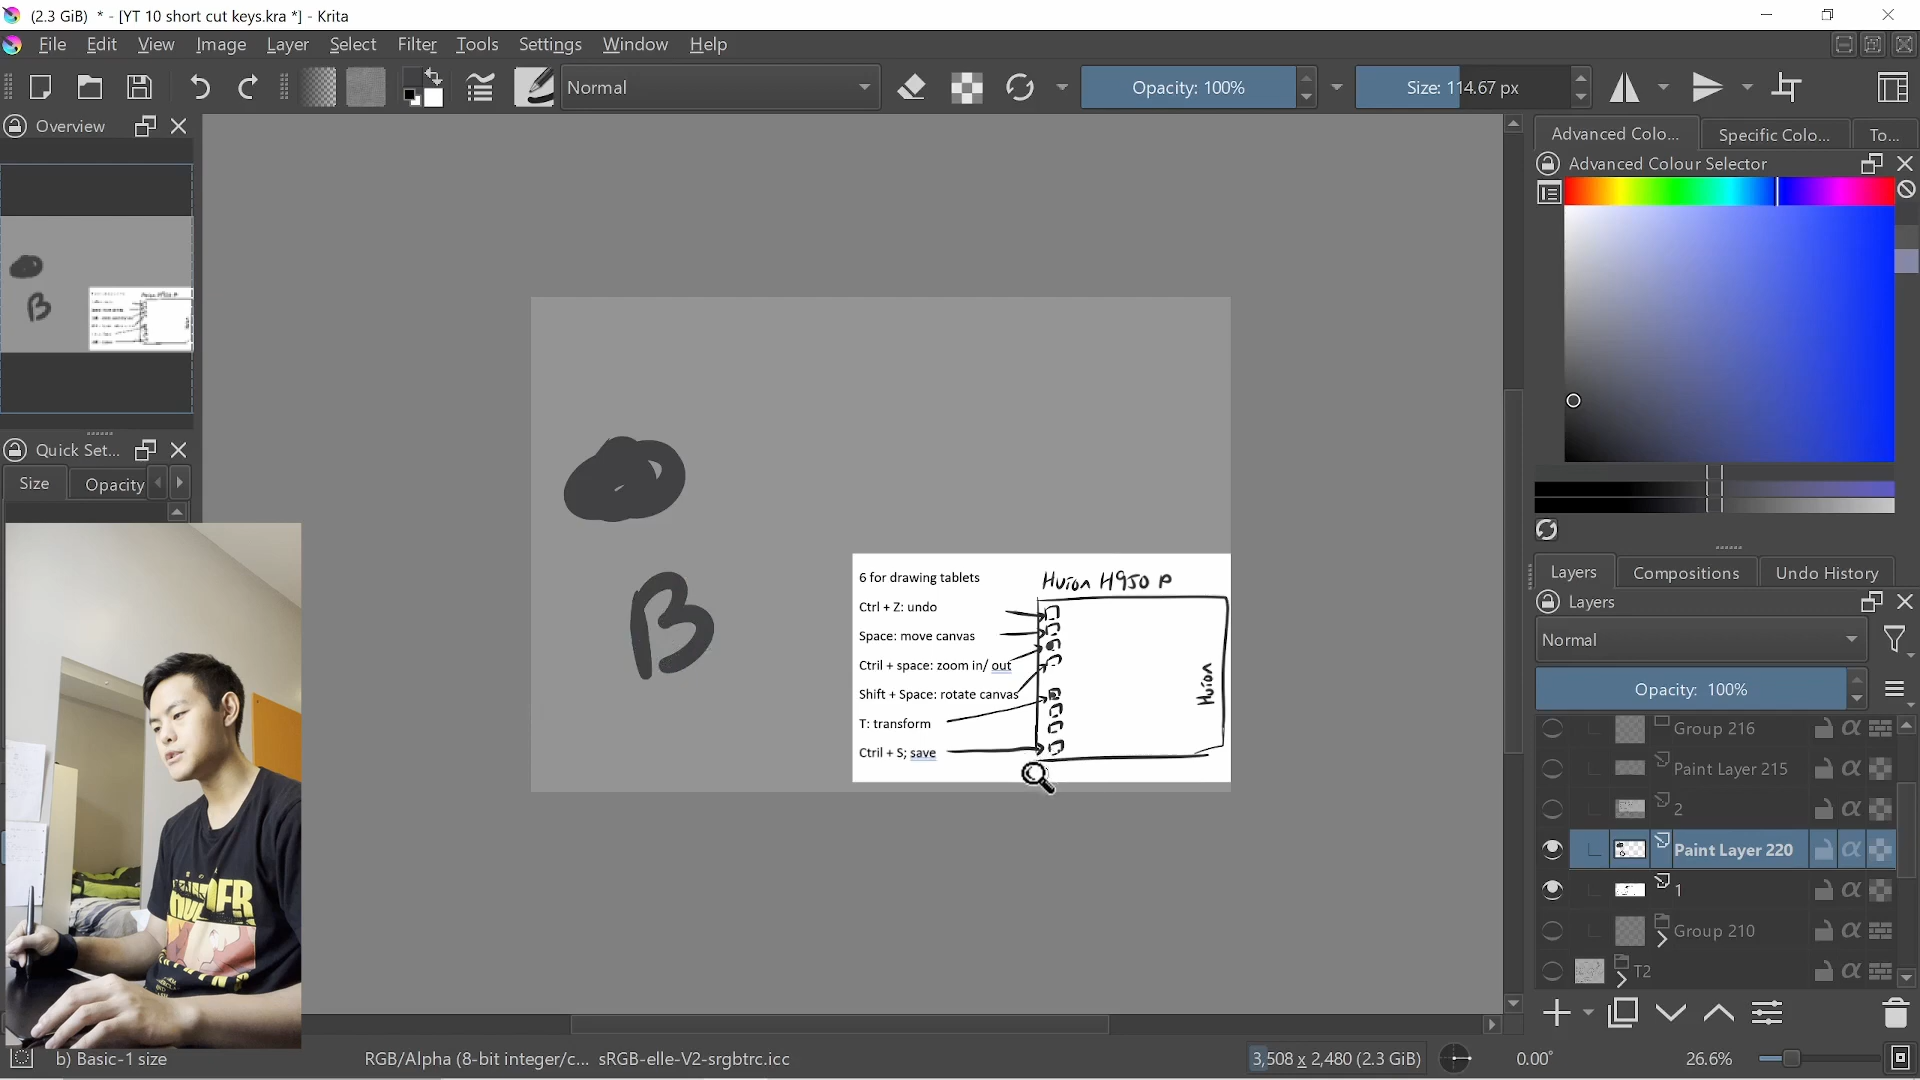 (2.3 GiB) * - [YT 10 short cut keys.kra *] - Krita
File Edit View Image Layer Select Filter Tools Settings Window Help
Normal
Opacity: 100%
Size: 114.67 px
Overview
Advanced Colo...
Specific Colo...
To...
Advanced Colour Selector
Quick Set...
Size
Opacity
B
6 for drawing tablets
Huion H950 P
Ctrl + Z: undo
Space: move canvas
Ctril + space: zoom in/ out
Shift + Space: rotate canvas
T: transform
Ctril + S; save
Huion
Layers
Compositions
Undo History
Layers
Normal
Opacity: 100%
Group 216
Paint Layer 215
2
Paint Layer 220
1
Group 210
T2
b) Basic-1 size
RGB/Alpha (8-bit integer/c... sRGB-elle-V2-srgbtrc.icc
3,508 x 2,480 (2.3 GiB)
0.00°
26.6%